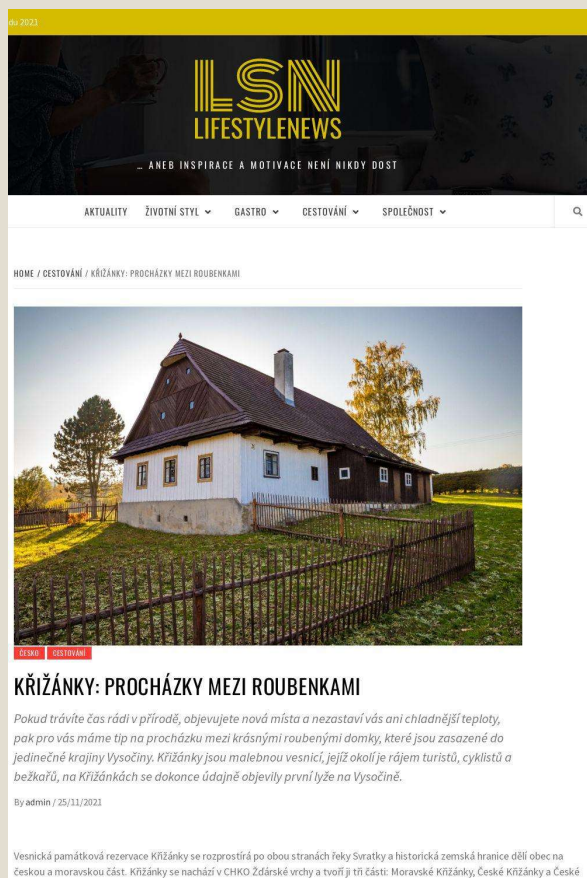 du 2021
LSN
LIFESTYLENEWS
... ANEB INSPIRACE A MOTIVACE NENÍ NIKDY DOST
AKTUALITY ŽIVOTNÍ STYL GASTRO CESTOVÁNÍ SPOLEČNOST
HOME / CESTOVÁNÍ / KŘIŽÁNKY: PROCHÁZKY MEZI ROUBENKAMI
ČESKO CESTOVÁNÍ
KŘIŽÁNKY: PROCHÁZKY MEZI ROUBENKAMI
Pokud trávíte čas rádi v přírodě, objevujete nová místa a nezastaví vás ani chladnější teploty,
pak pro vás máme tip na procházku mezi krásnými roubenými domky, které jsou zasazené do
jedinečné krajiny Vysočiny. Křižánky jsou malebnou vesnicí, jejíž okolí je rájem turistů, cyklistů a
bežkařů, na Křižánkách se dokonce údajně objevily první lyže na Vysočině.
By admin / 25/11/2021
Vesnická památková rezervace Křižánky se rozprostírá po obou stranách řeky Svratky a historická zemská hranice dělí obec na
českou a moravskou část. Křižánky se nachází v CHKO Žďárské vrchy a tvoří ji tři části: Moravské Křižánky, České Křižánky a České